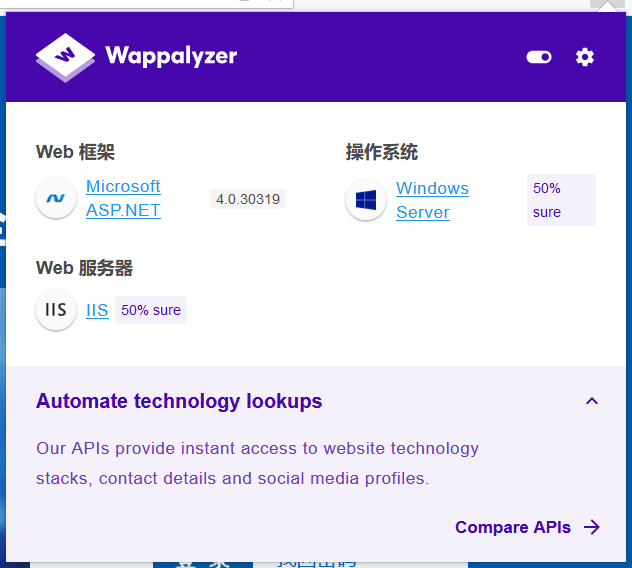 Wappalyzer
Web 框架
Microsoft
ASP.NET
4.0.30319
操作系统
Windows
Server
50%
sure
Web 服务器
IIS
IIS
50% sure
Automate technology lookups
Our APIs provide instant access to website technology
stacks, contact details and social media profiles.
Compare APIs